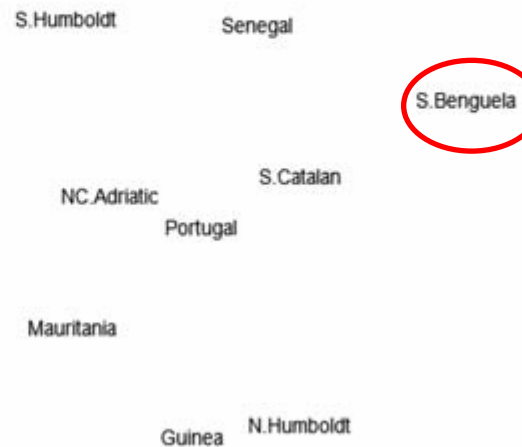 S.Humboldt
Senegal
S.Benguela
S.Catalan
NC.Adriatic
Portugal
Mauritania
N.Humboldt
Guinea